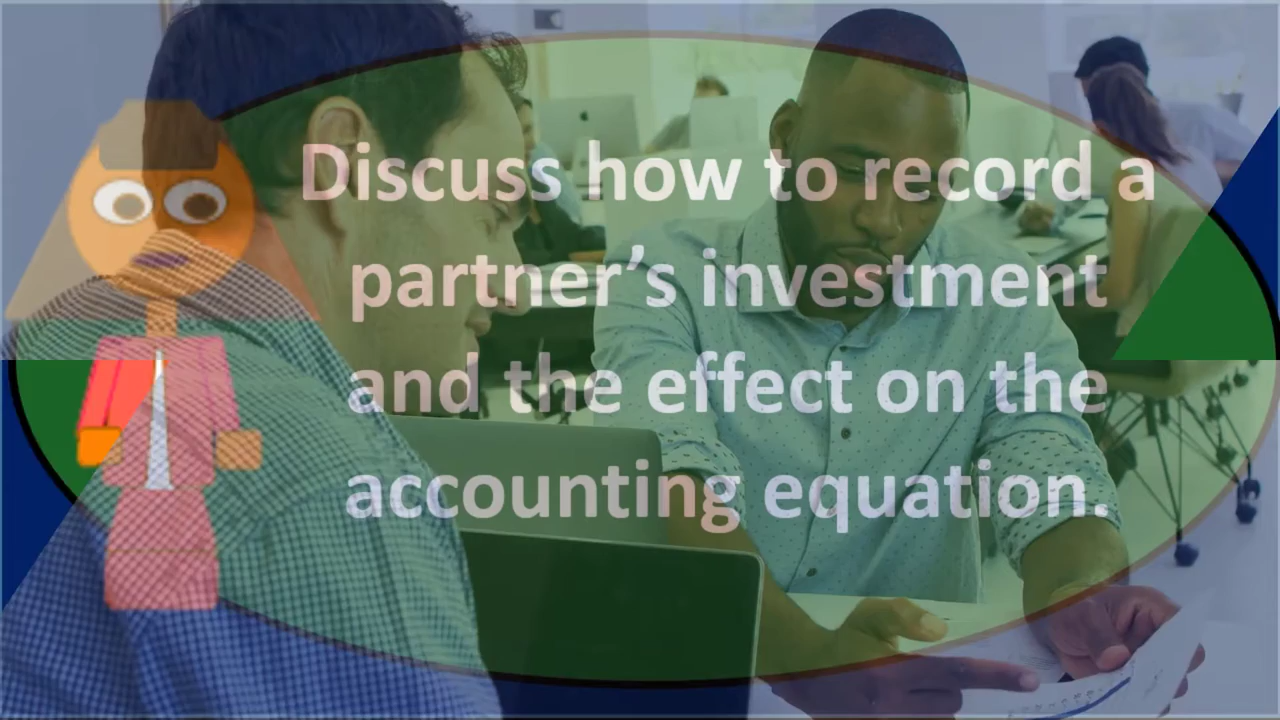 Discuss how to record a
partner’s investment
and the effect on the
accounting equation.